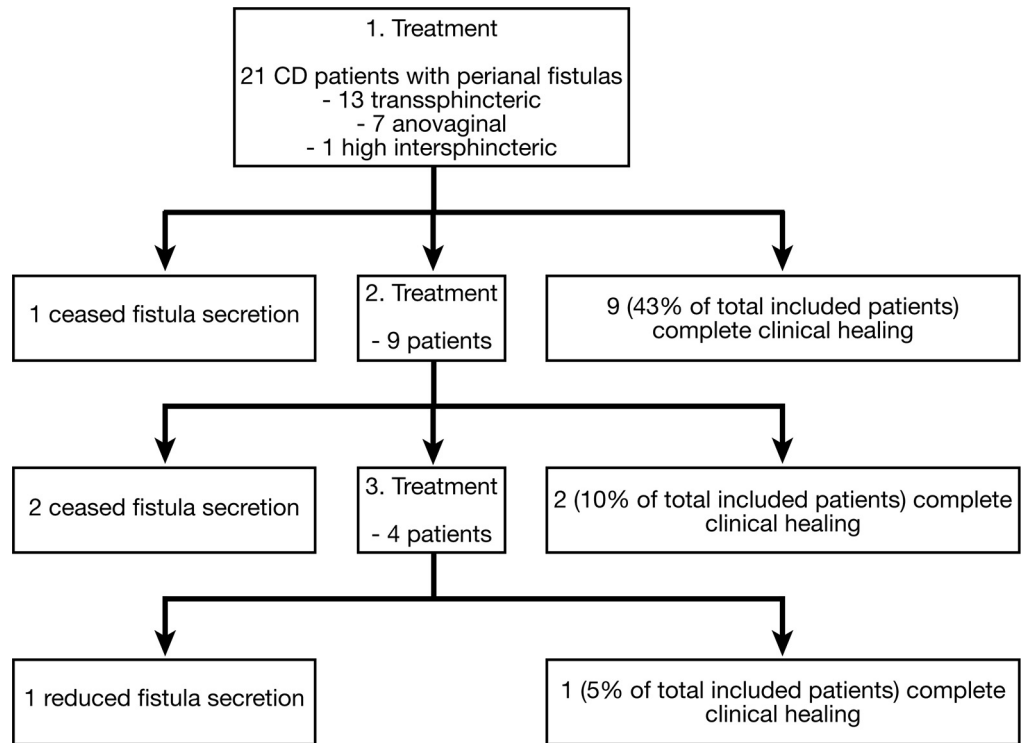 1. Treatment
21 CD patients with perianal fistulas
- 13 transsphincteric
- 7 anovaginal
- 1 high intersphincteric
1 ceased fistula secretion
2. Treatment
- 9 patients
9 (43% of total included patients)
complete clinical healing
2 ceased fistula secretion
3. Treatment
- 4 patients
2 (10% of total included patients) complete
clinical healing
1 reduced fistula secretion
1 (5% of total included patients) complete
clinical healing